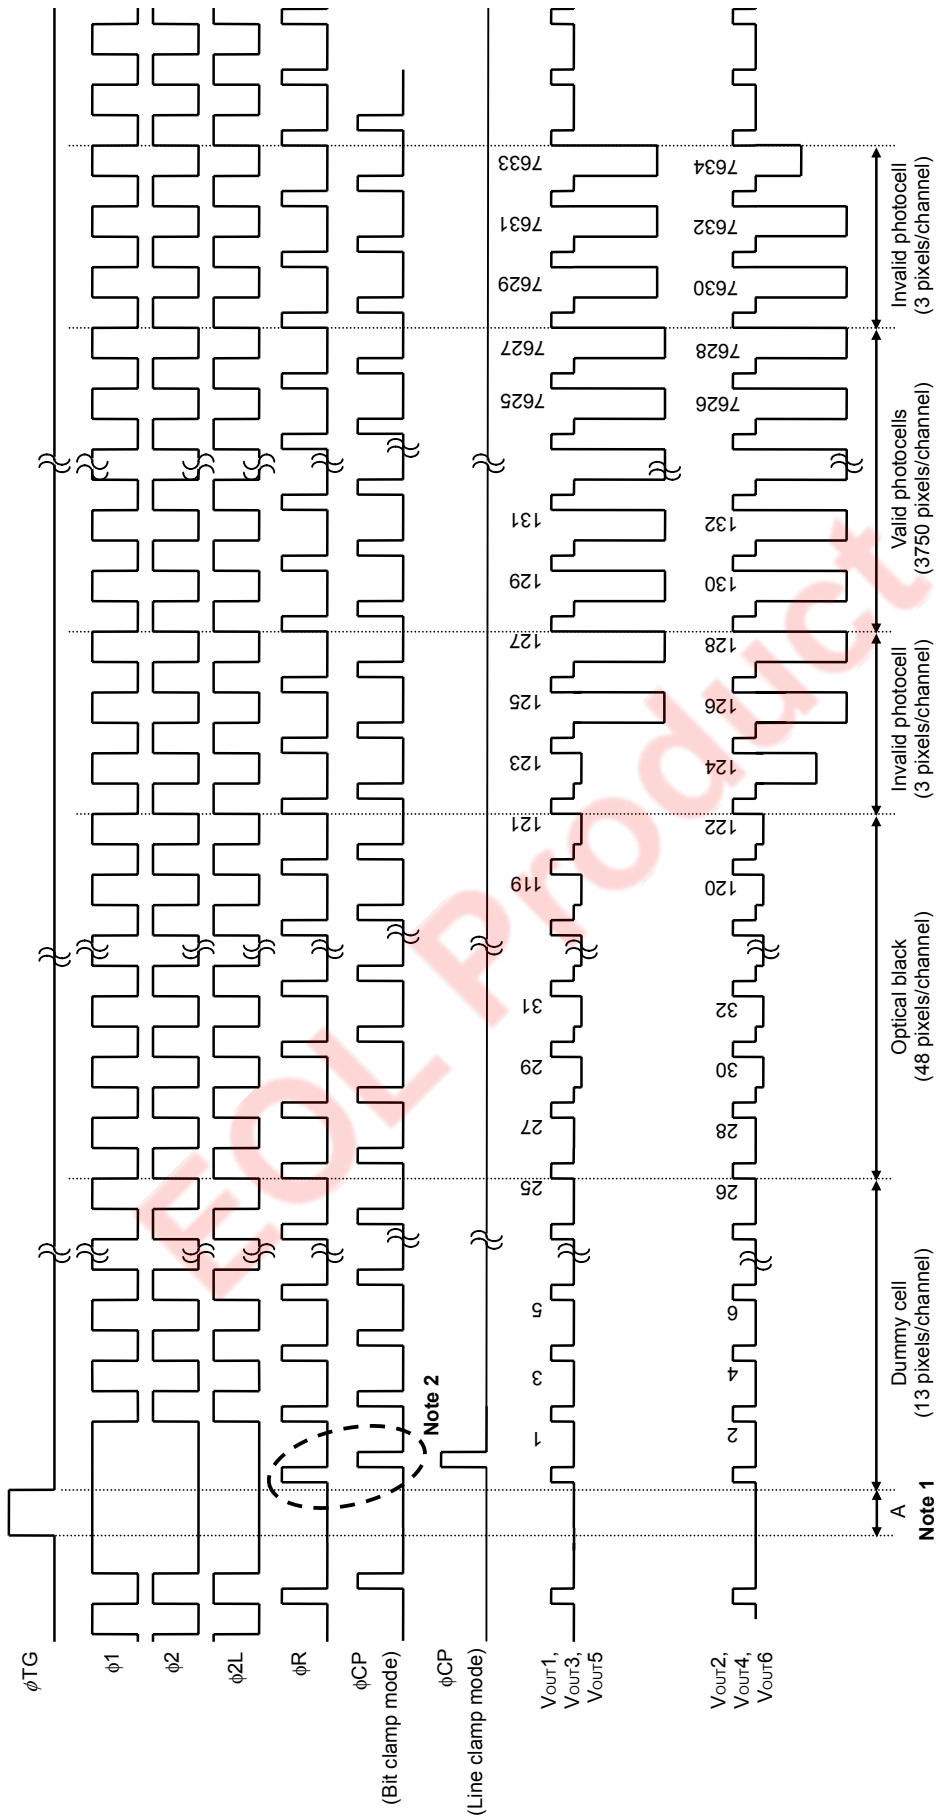 φTG
φ1
φ2
φ2L
φR
φCP
(Bit clamp mode)
φCP
(Line clamp mode)
Note 2
VOUT1,
VOUT3,
VOUT5
1 3 5 25 27 29 31 119 121 123 125 127 129 131 7625 7627 7629 7631 7633
VOUT2,
VOUT4,
VOUT6
2 4 6 26 28 30 32 120 122 124 126 128 130 132 7626 7628 7630 7632 7634
A
Note 1
Dummy cell
(13 pixels/channel)
Optical black
(48 pixels/channel)
Invalid photocell
(3 pixels/channel)
Valid photocells
(3750 pixels/channel)
Invalid photocell
(3 pixels/channel)
EOL Product